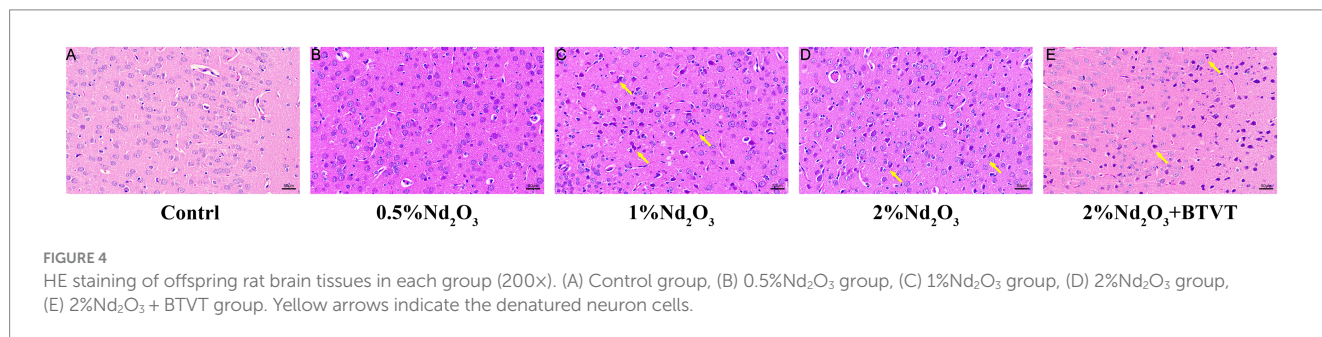 A B C D E
Contrl 0.5%Nd₂O₃ 1%Nd₂O₃ 2%Nd₂O₃ 2%Nd₂O₃+BTVT
FIGURE 4
HE staining of offspring rat brain tissues in each group (200×). (A) Control group, (B) 0.5%Nd₂O₃ group, (C) 1%Nd₂O₃ group, (D) 2%Nd₂O₃ group,
(E) 2%Nd₂O₃ + BTVT group. Yellow arrows indicate the denatured neuron cells.